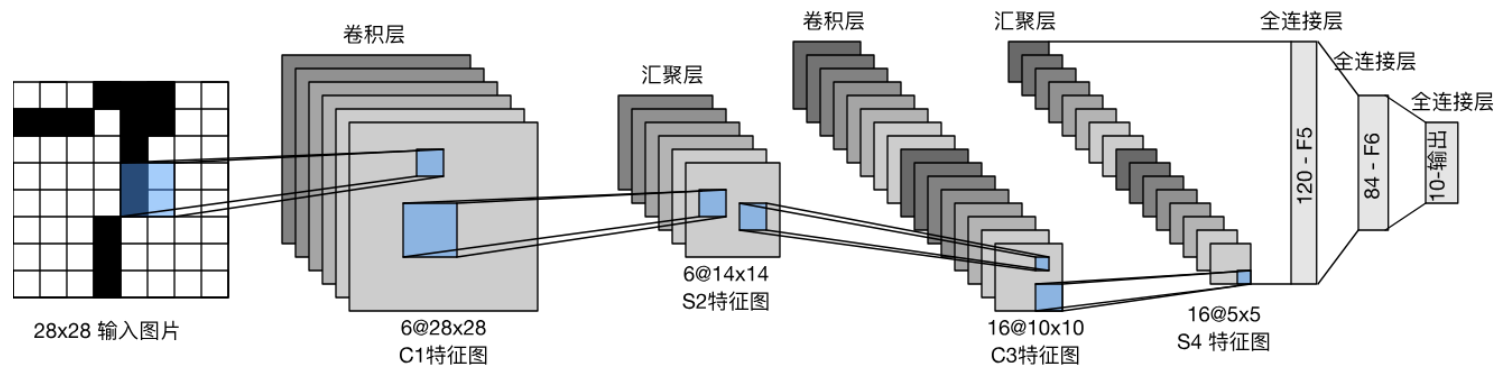 卷积层
汇聚层
卷积层
汇聚层
全连接层
全连接层
全连接层
28x28 输入图片
6@28x28
C1特征图
6@14x14
S2特征图
16@10x10
C3特征图
16@5x5
S4 特征图
120 - F5
84 - F6
10-输出